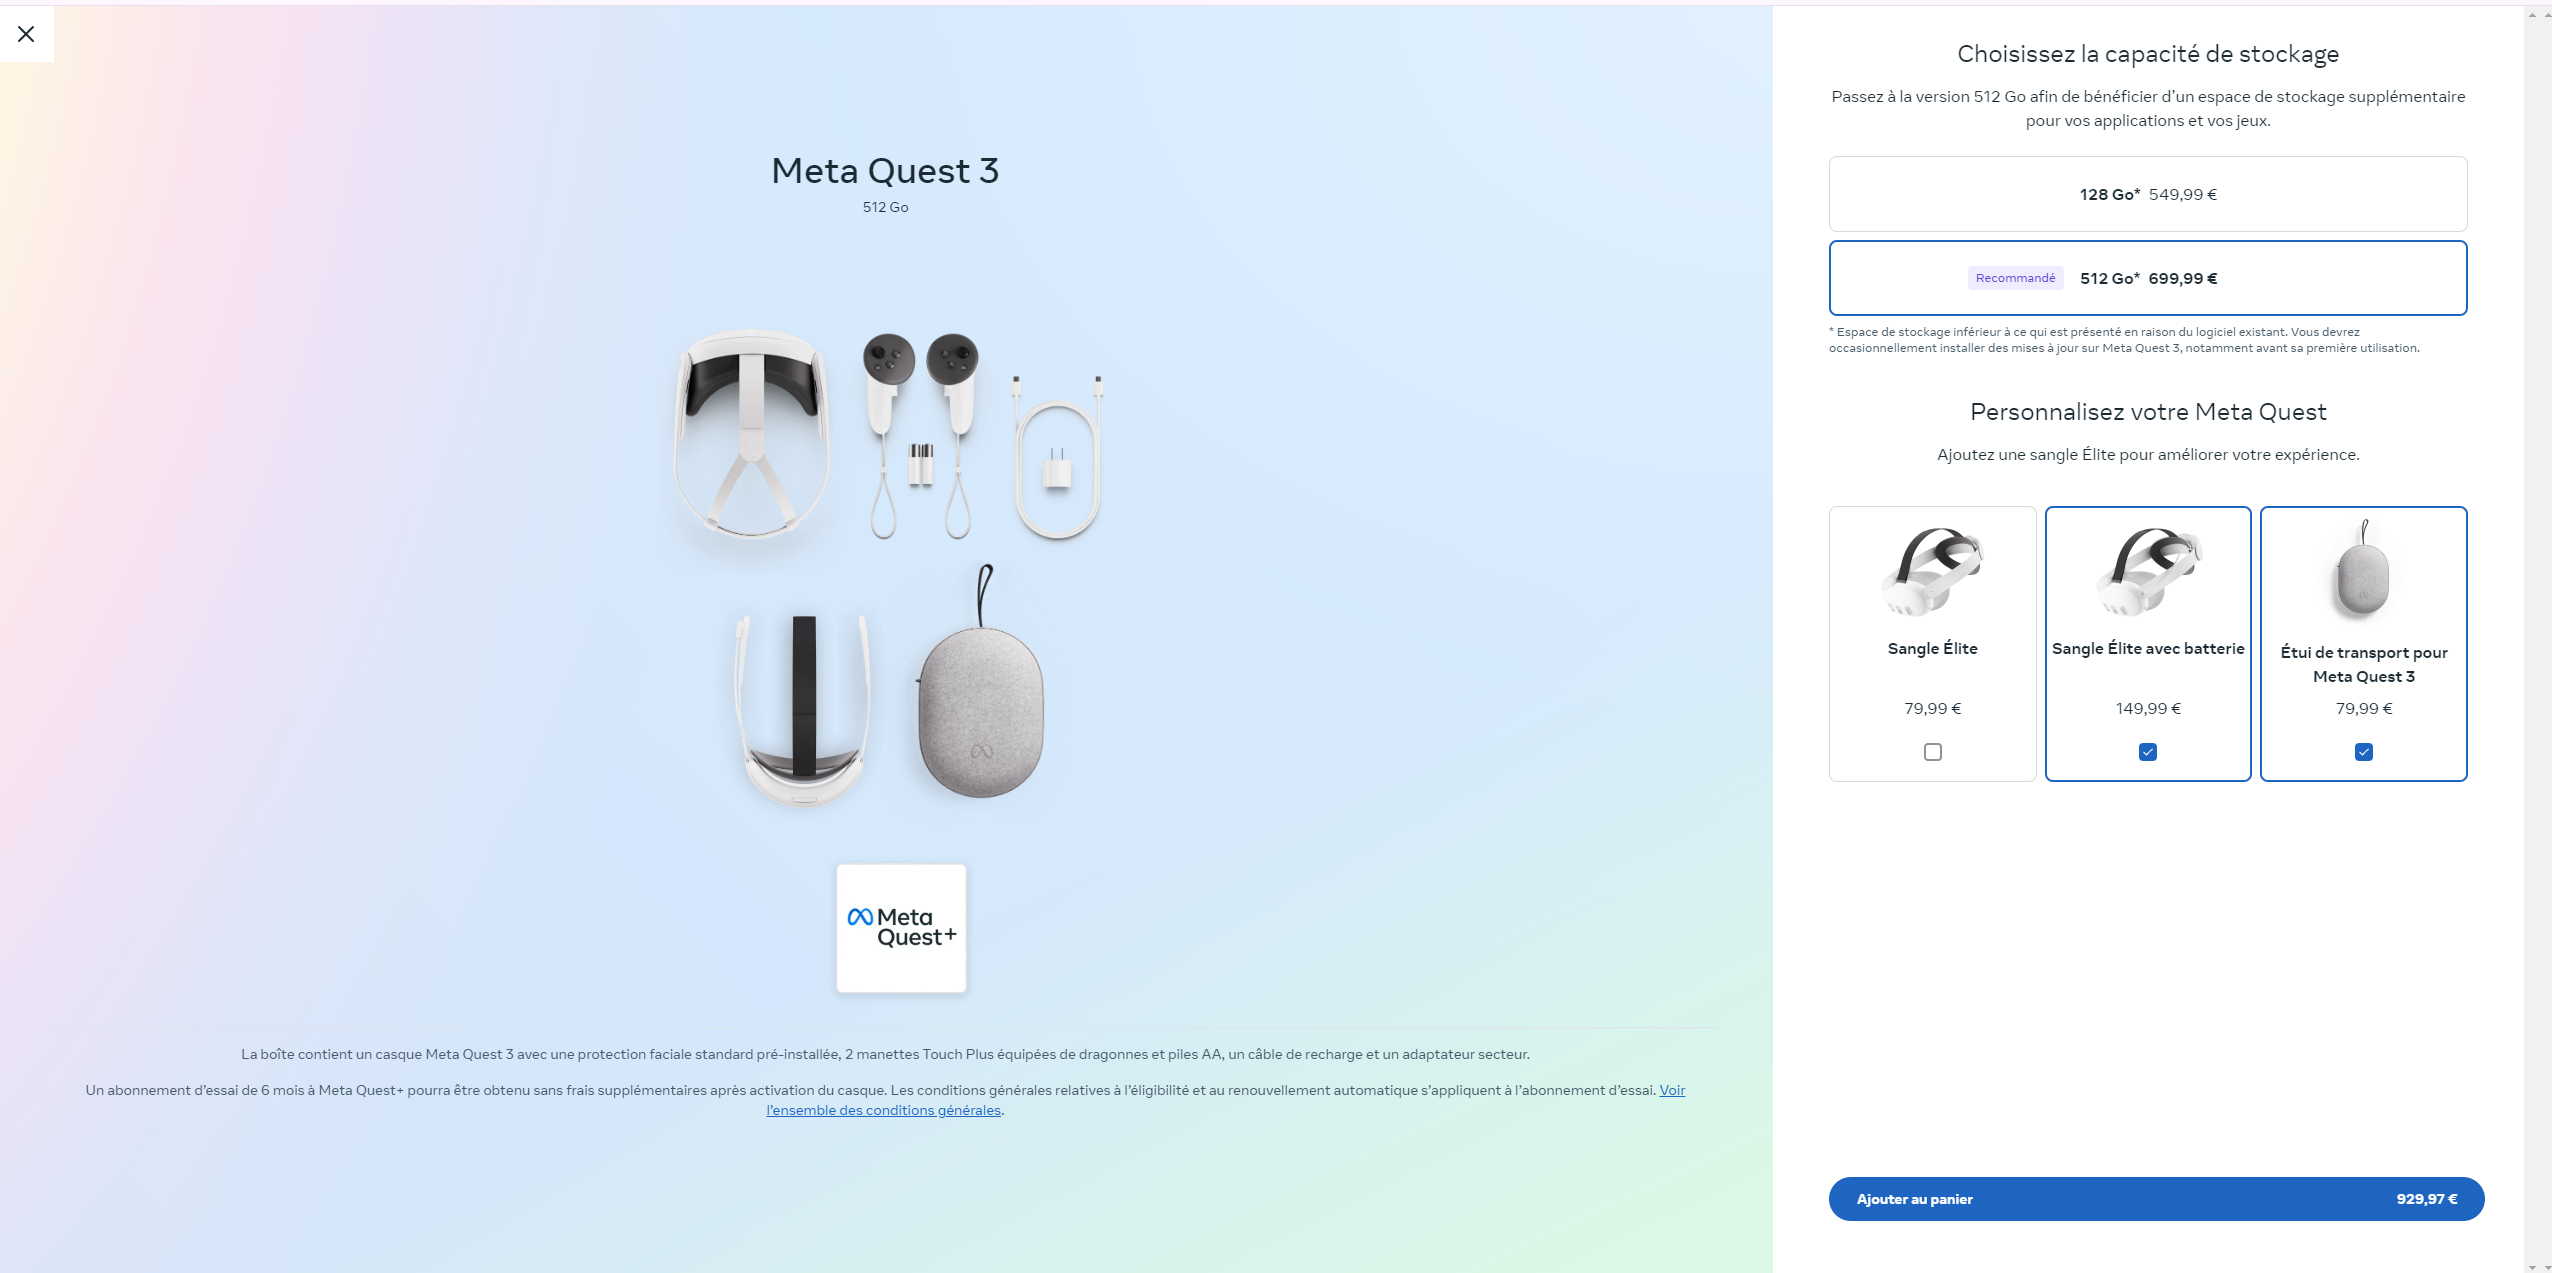 Meta Quest 3
512 Go
Meta
Quest+
La boîte contient un casque Meta Quest 3 avec une protection faciale standard pré-installée, 2 manettes Touch Plus équipées de dragonnes et piles AA, un câble de recharge et un adaptateur secteur.
Un abonnement d’essai de 6 mois à Meta Quest+ pourra être obtenu sans frais supplémentaires après activation du casque. Les conditions générales relatives à l’éligibilité et au renouvellement automatique s’appliquent à l’abonnement d’essai. Voir
l’ensemble des conditions générales.
Choisissez la capacité de stockage
Passez à la version 512 Go afin de bénéficier d’un espace de stockage supplémentaire
pour vos applications et vos jeux.
128 Go* 549,99 €
Recommandé 512 Go* 699,99 €
* Espace de stockage inférieur à ce qui est présenté en raison du logiciel existant. Vous devrez
occasionnellement installer des mises à jour sur Meta Quest 3, notamment avant sa première utilisation.
Personnalisez votre Meta Quest
Ajoutez une sangle Élite pour améliorer votre expérience.
Sangle Élite
79,99 €
Sangle Élite avec batterie
149,99 €
Étui de transport pour
Meta Quest 3
79,99 €
Ajouter au panier 929,97 €